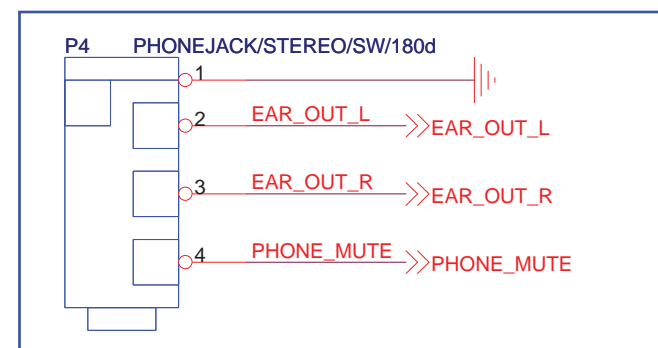 P4 PHONEJACK/STEREO/SW/180d
1
2 EAR_OUT_L EAR_OUT_L
3 EAR_OUT_R EAR_OUT_R
4 PHONE_MUTE PHONE_MUTE